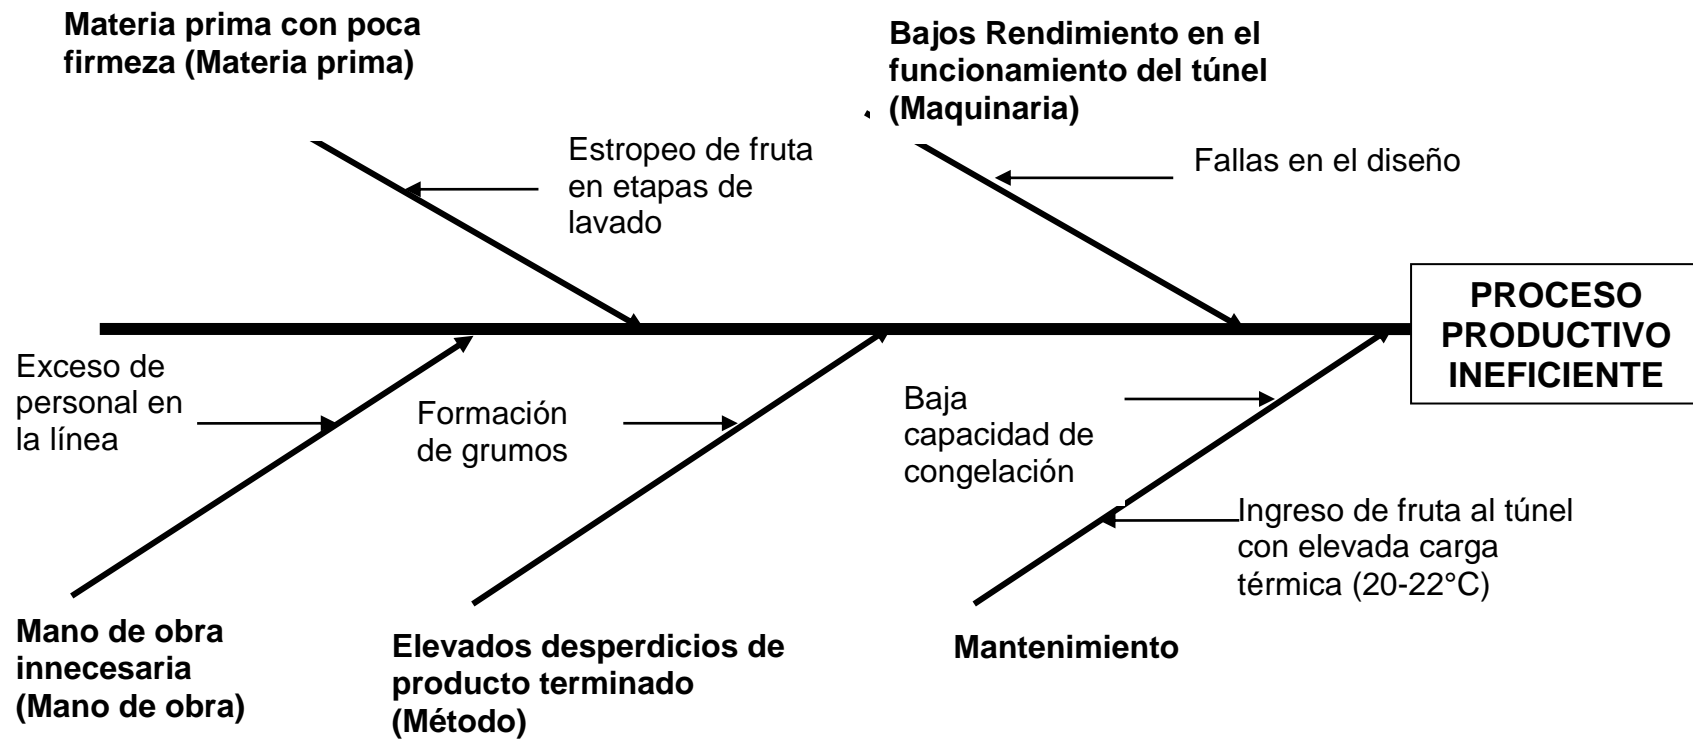 Materia prima con poca
firmeza (Materia prima)
Bajos Rendimiento en el
funcionamiento del túnel
(Maquinaria)
Estropeo de fruta
en etapas de
lavado
Fallas en el diseño
PROCESO
PRODUCTIVO
INEFICIENTE
Exceso de
personal en
la línea
Formación
de grumos
Baja
capacidad de
congelación
Ingreso de fruta al túnel
con elevada carga
térmica (20-22°C)
Mano de obra
innecesaria
(Mano de obra)
Elevados desperdicios de
producto terminado
(Método)
Mantenimiento